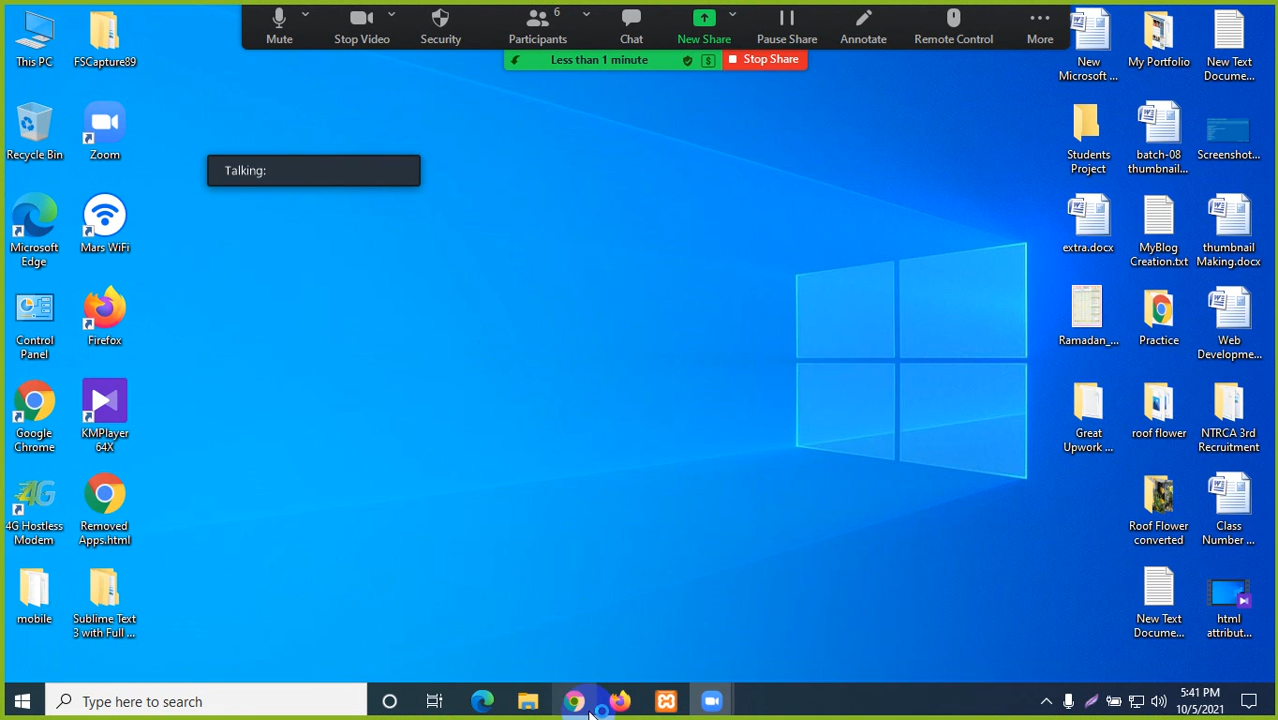 Mute
Stop Video
Security
6
Participants
Chat
New Share
Pause Share
Annotate
Remote Control
More
Less than 1 minute
$
Stop Share
Talking:
This PC
FSCapture89
Recycle Bin
Zoom
Microsoft
Edge
Mars WiFi
Control
Panel
Firefox
Google
Chrome
KMPlayer
64X
4G
4G Hostless
Modem
Removed
Apps.html
mobile
Sublime Text
3 with Full ...
New
Microsoft ...
My Portfolio
New Text
Docume...
Students
Project
batch-08
thumbnail...
Screenshot...
extra.docx
MyBlog
Creation.txt
thumbnail
Making.docx
Ramadan_...
Practice
Web
Developme...
Great
Upwork ...
roof flower
NTRCA 3rd
Recruitment
Roof Flower
converted
Class
Number ...
New Text
Docume...
html
attribut...
Type here to search
5:41 PM
10/5/2021